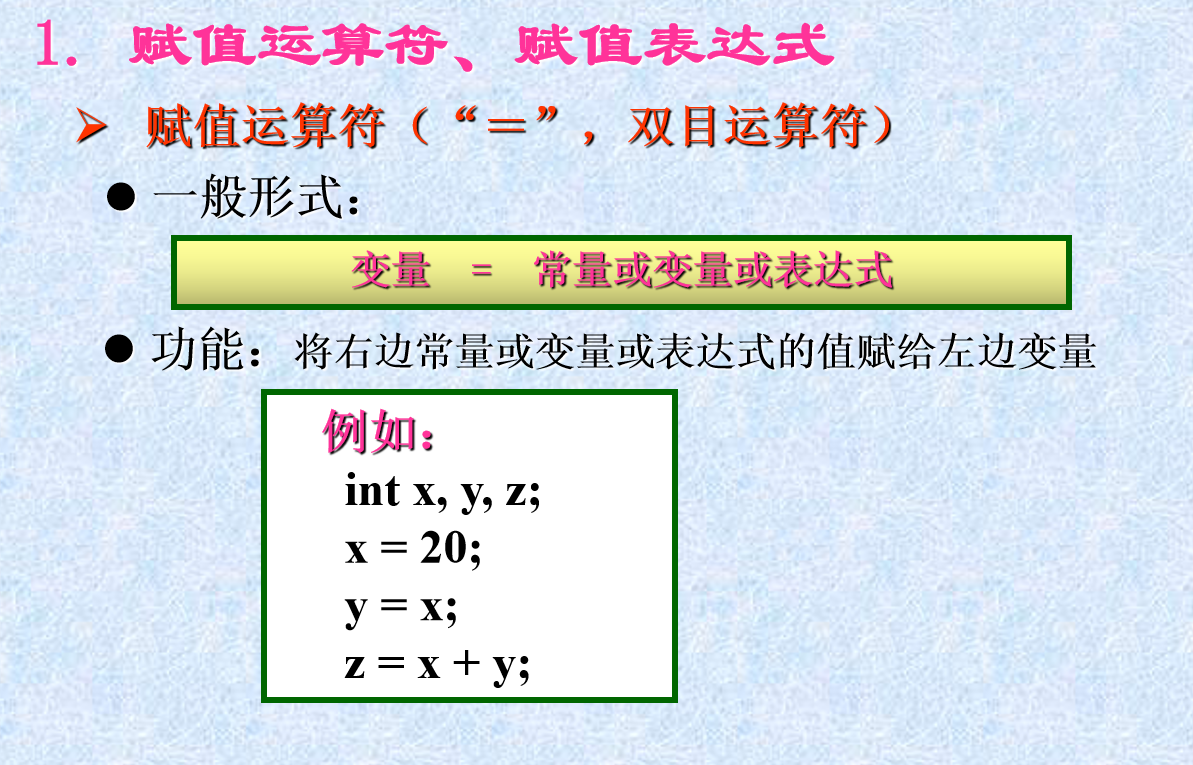 1. 赋值运算符、赋值表达式
赋值运算符（“＝”，双目运算符）
一般形式：
变量 = 常量或变量或表达式
功能：将右边常量或变量或表达式的值赋给左边变量
例如：
int x, y, z;
x = 20;
y = x;
z = x + y;